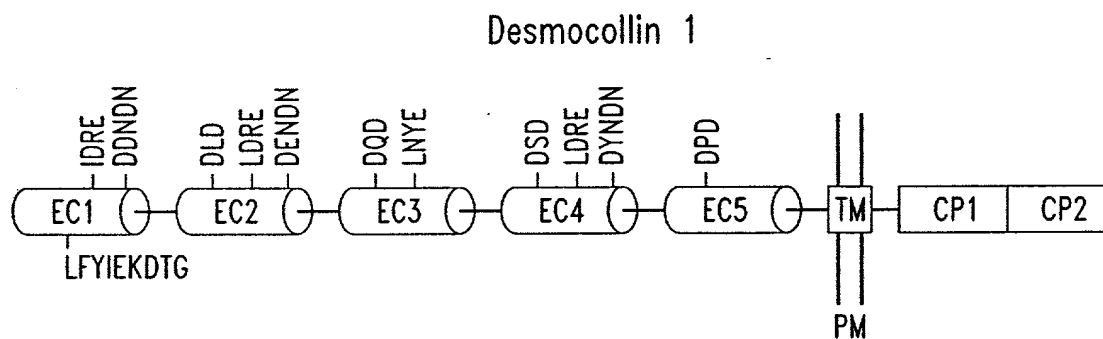 Desmocollin 1
IDRE
DDNDN
DLD
LDRE
DENDN
DQD
LNYE
DSD
LDRE
DYNDN
DPD
EC1
EC2
EC3
EC4
EC5
TM
CP1
CP2
LFYIEKDTG
PM